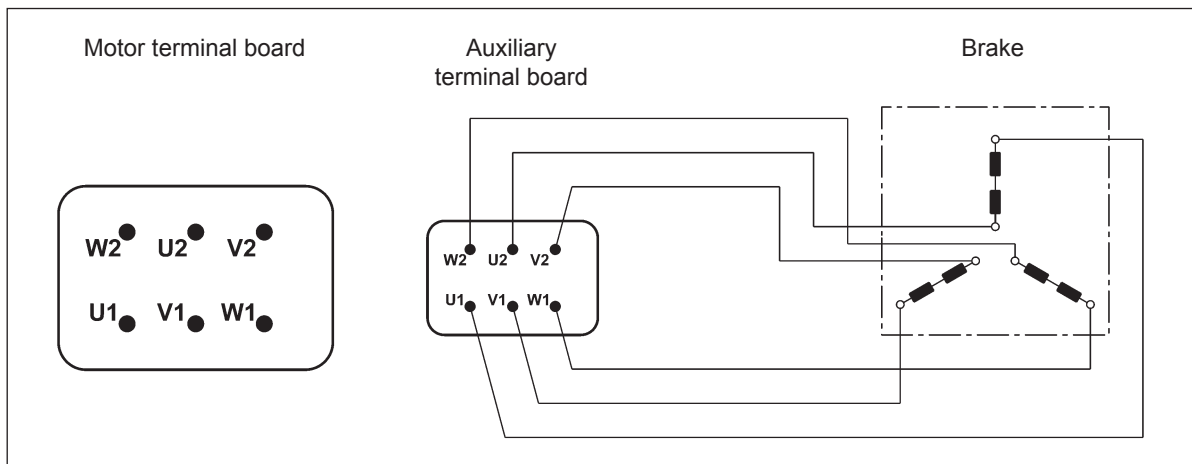 Motor terminal board
Auxiliary
terminal board
Brake
W2 U2 V2
U1 V1 W1
W2 U2 V2
U1 V1 W1